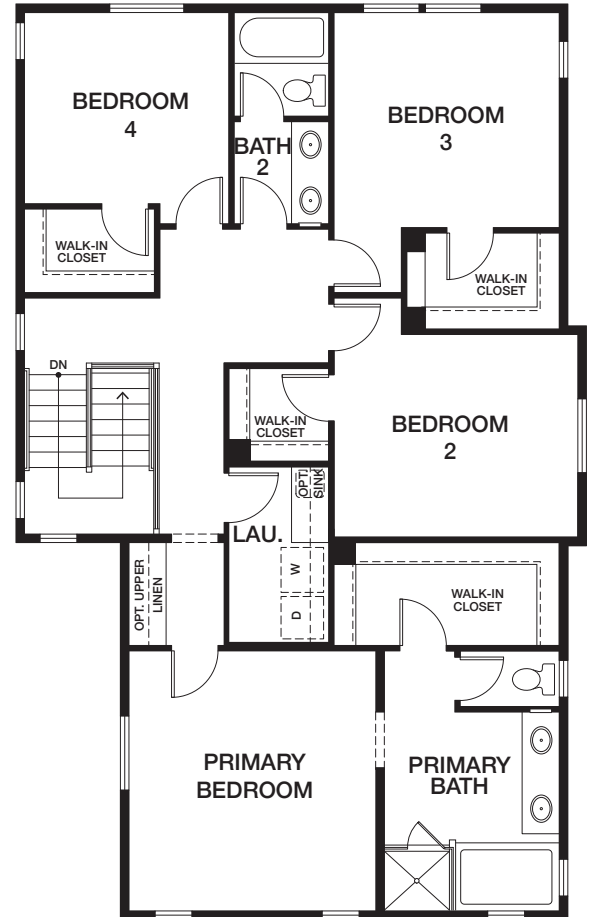 BEDROOM
4
BATH
2
BEDROOM
3
WALK-IN
CLOSET
WALK-IN
CLOSET
DN
WALK-IN
CLOSET
BEDROOM
2
OPT.
SINK
LAU.
W
D
OPT. UPPER
LINEN
WALK-IN
CLOSET
PRIMARY
BEDROOM
PRIMARY
BATH